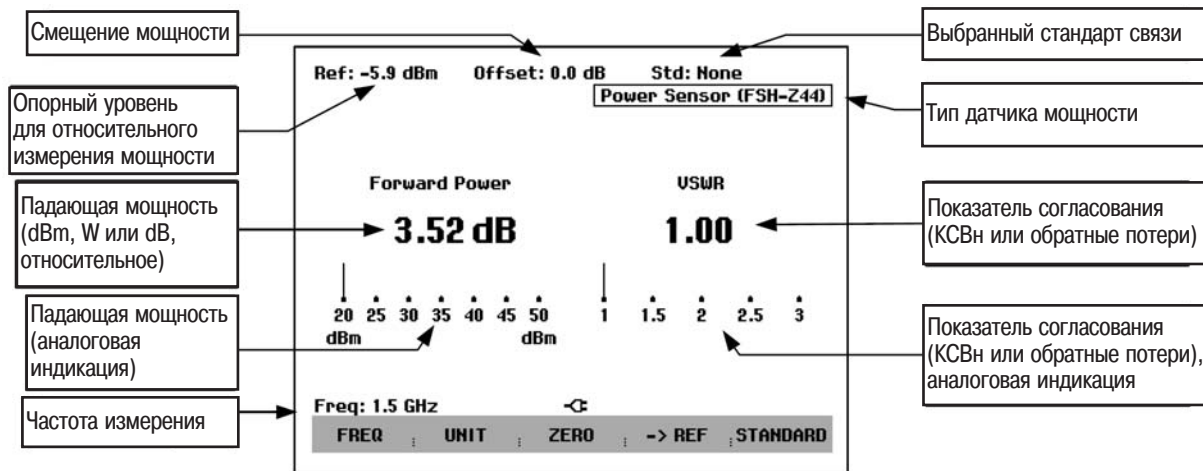 Смещение мощности
Выбранный стандарт связи
Ref: -5.9 dBm Offset: 0.0 dB Std: None
Power Sensor (FSH-Z44)
Опорный уровень
для относительного
измерения мощности
Тип датчика мощности
Forward Power VSWR
3.52 dB 1.00
Падающая мощность
(dBm, W или dB,
относительное)
Показатель согласования
(КСВн или обратные потери)
20 25 30 35 40 45 50 1 1.5 2 2.5 3
dBm dBm
Падающая мощность
(аналоговая
индикация)
Показатель согласования
(КСВн или обратные потери),
аналоговая индикация
Частота измерения
Freq: 1.5 GHz
FREQ UNIT ZERO -> REF STANDARD